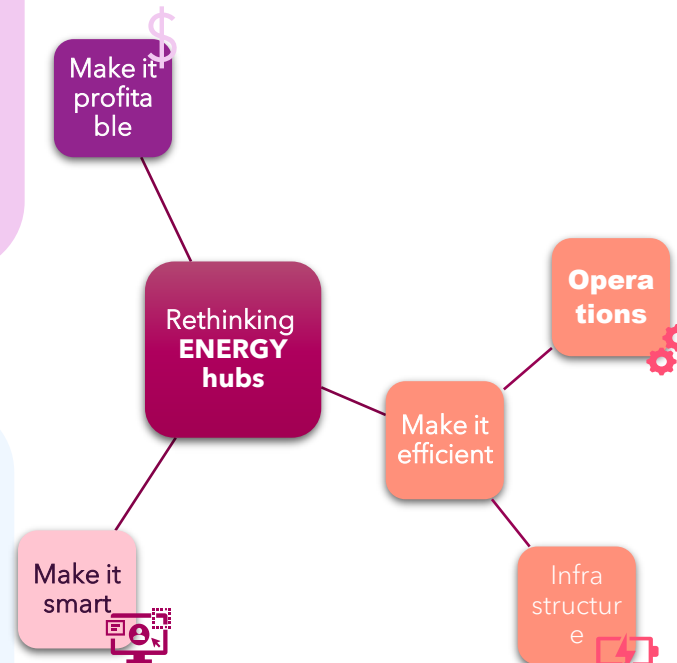 $
Make it
profita
ble
Rethinking
ENERGY
hubs
Opera
tions
Make it
efficient
Make it
smart
Infra
structur
e